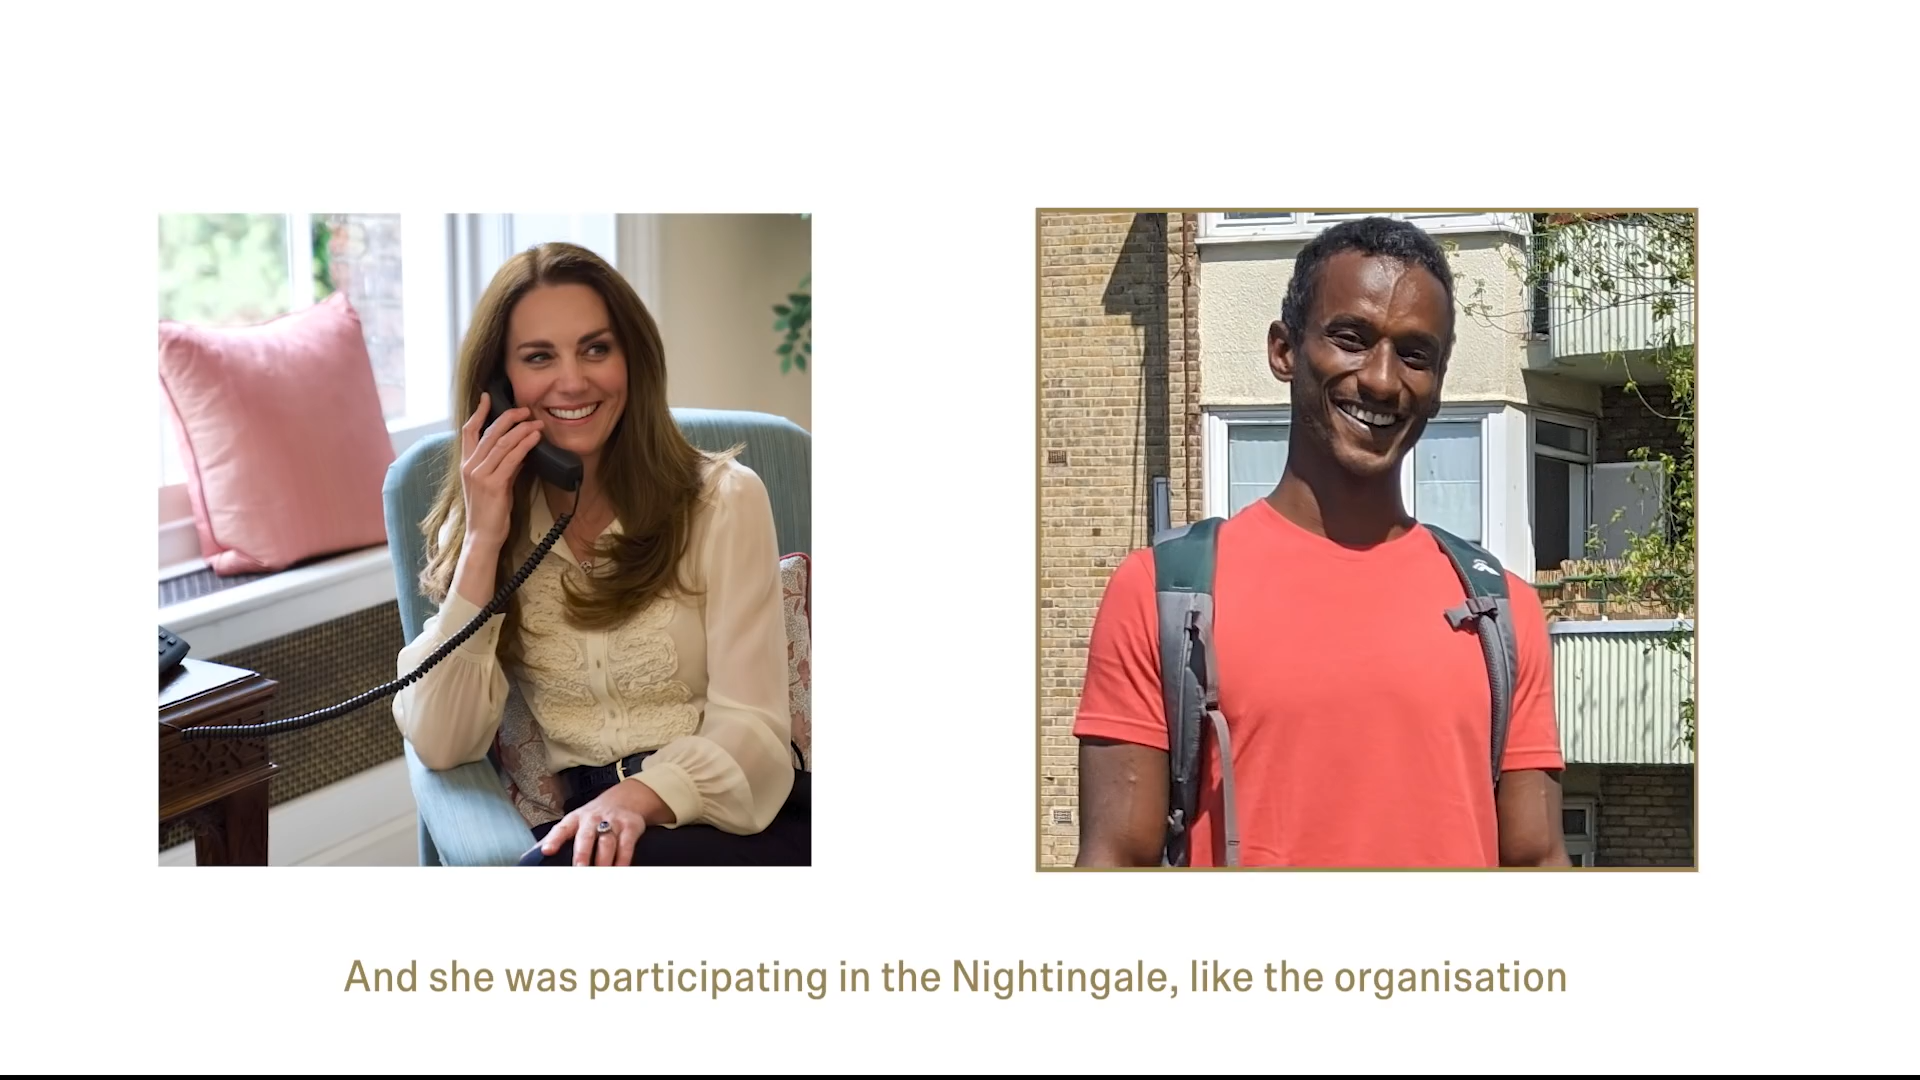 And she was participating in the Nightingale, like the organisation